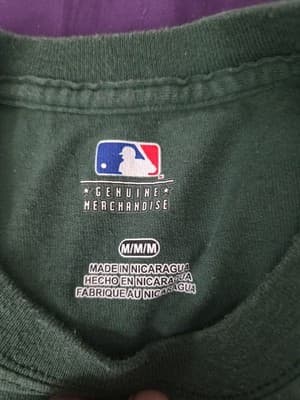 GENUINE
MERCHANDISE
M/M/M
MADE IN NICARAGUA
HECHO EN NICARAGUA
FABRIQUE AU NICARAGUA